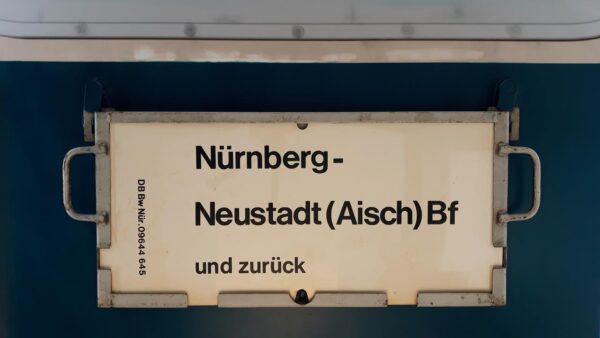 Nürnberg-
Neustadt (Aisch) Bf
und zurück
DB Bw Nür. 09644 645